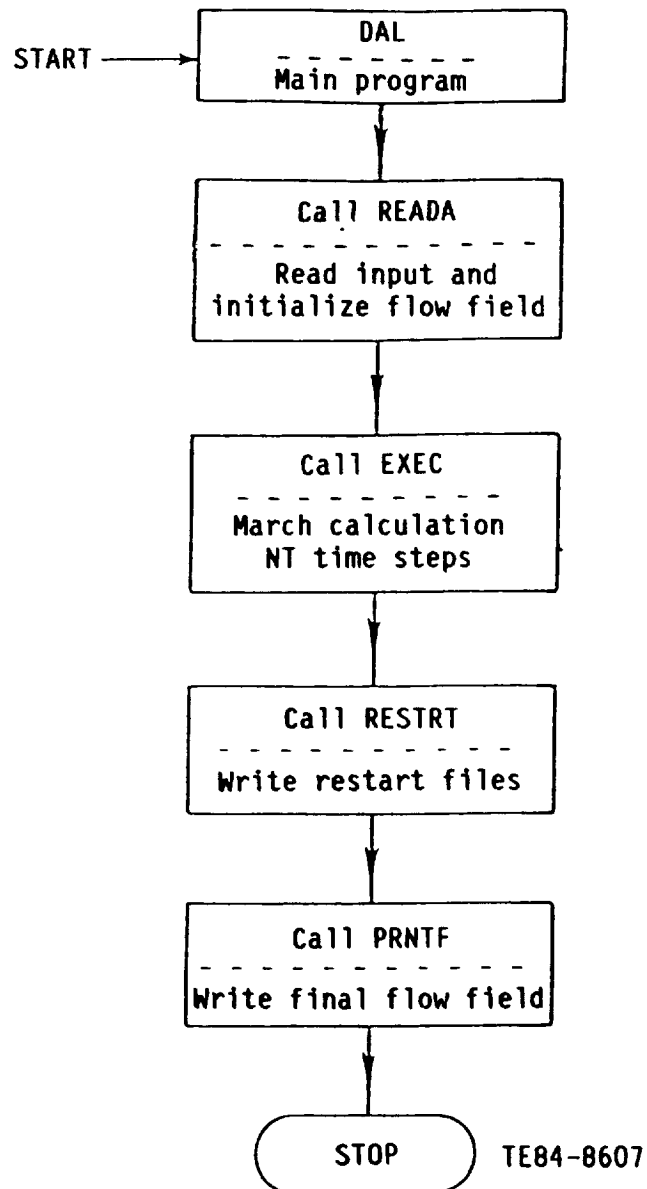 DAL
START
Main program
Call READA
Read input and
initialize flow field
Call EXEC
March calculation
NT time steps
Call RESTRT
Write restart files
Call PRNTF
Write final flow field
STOP
TE84-8607